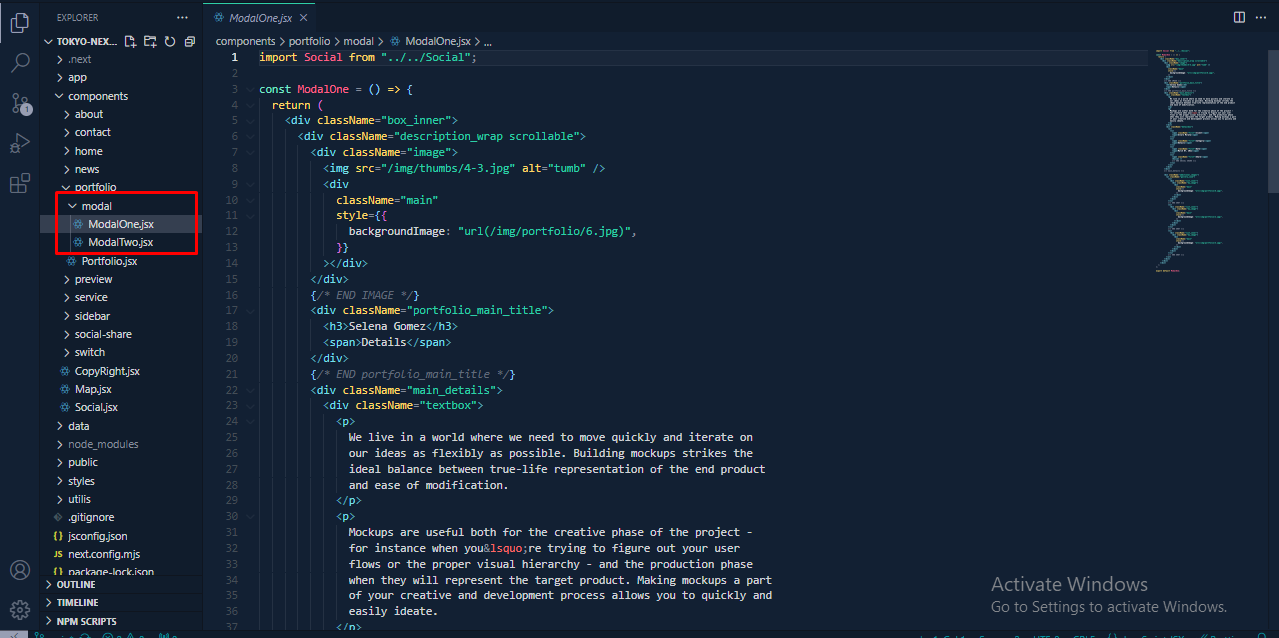 EXPLORER
TOKYO-NEX...
.next
app
components
about
contact
home
news
portfolio
modal
ModalOne.jsx
ModalTwo.jsx
Portfolio.jsx
preview
service
sidebar
social-share
switch
CopyRight.jsx
Map.jsx
Social.jsx
data
node_modules
public
styles
utilis
.gitignore
jsconfig.json
JS next.config.mjs
package-lock.json
OUTLINE
TIMELINE
NPM SCRIPTS
1
ModalOne.jsx
components > portfolio > modal > ModalOne.jsx > ...
1 import Social from "../../Social";
2
3 const ModalOne = () => {
4 return (
5 <div className="box_inner">
6 <div className="description_wrap scrollable">
7 <div className="image">
8 <img src="/img/thumbs/4-3.jpg" alt="tumb" />
9 <div
10 className="main"
11 style={{
12 backgroundImage: "url(/img/portfolio/6.jpg)",
13 }}
14 ></div>
15 </div>
16 {/* END IMAGE */}
17 <div className="portfolio_main_title">
18 <h3>Selena Gomez</h3>
19 <span>Details</span>
20 </div>
21 {/* END portfolio_main_title */}
22 <div className="main_details">
23 <div className="textbox">
24 <p>
25 We live in a world where we need to move quickly and iterate on
26 our ideas as flexibly as possible. Building mockups strikes the
27 ideal balance between true-life representation of the end product
28 and ease of modification.
29 </p>
30 <p>
31 Mockups are useful both for the creative phase of the project -
32 for instance when you&lsquo;re trying to figure out your user
33 flows or the proper visual hierarchy - and the production phase
34 when they will represent the target product. Making mockups a part
35 of your creative and development process allows you to quickly and
36 easily ideate.
37 </p>
Activate Windows
Go to Settings to activate Windows.